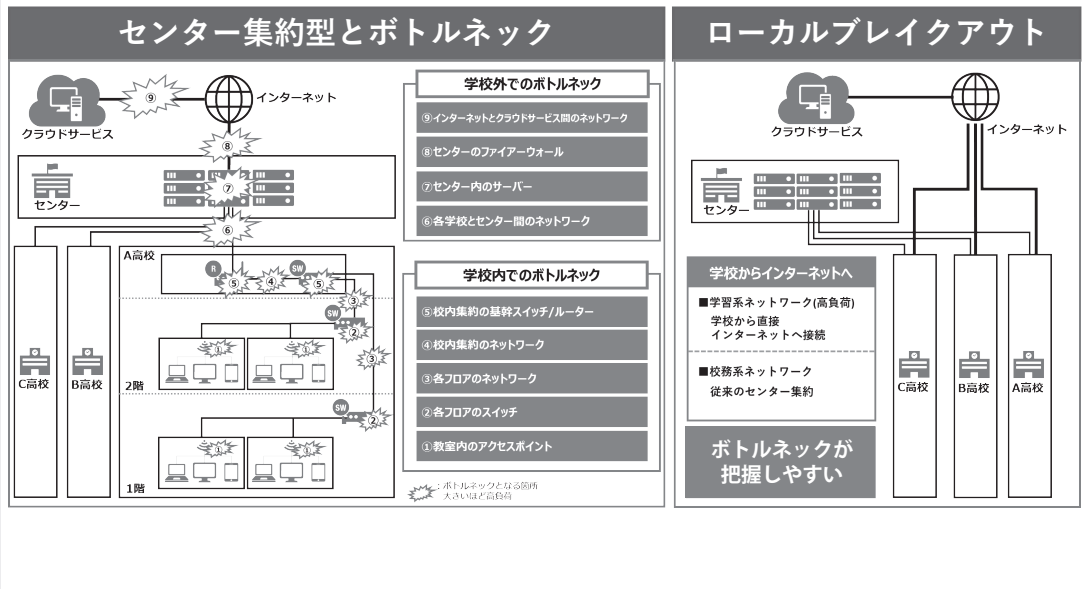 センター集約型とボトルネック
クラウドサービス
⑨
インターネット
⑧
センター
⑦
⑥
A高校
R
⑤
④
SW
⑤
③
SW
②
①
①
③
2階
SW
②
①
①
1階
C高校
B高校
学校外でのボトルネック
⑨インターネットとクラウドサービス間のネットワーク
⑧センターのファイアーウォール
⑦センター内のサーバー
⑥各学校とセンター間のネットワーク
学校内でのボトルネック
⑤校内集約の基幹スイッチ/ルーター
④校内集約のネットワーク
③各フロアのネットワーク
②各フロアのスイッチ
①教室内のアクセスポイント
:ボトルネックとなる箇所
大きいほど高負荷
ローカルブレイクアウト
クラウドサービス
インターネット
センター
学校からインターネットへ
■学習系ネットワーク(高負荷)
学校から直接
インターネットへ接続
■校務系ネットワーク
従来のセンター集約
ボトルネックが
把握しやすい
C高校
B高校
A高校